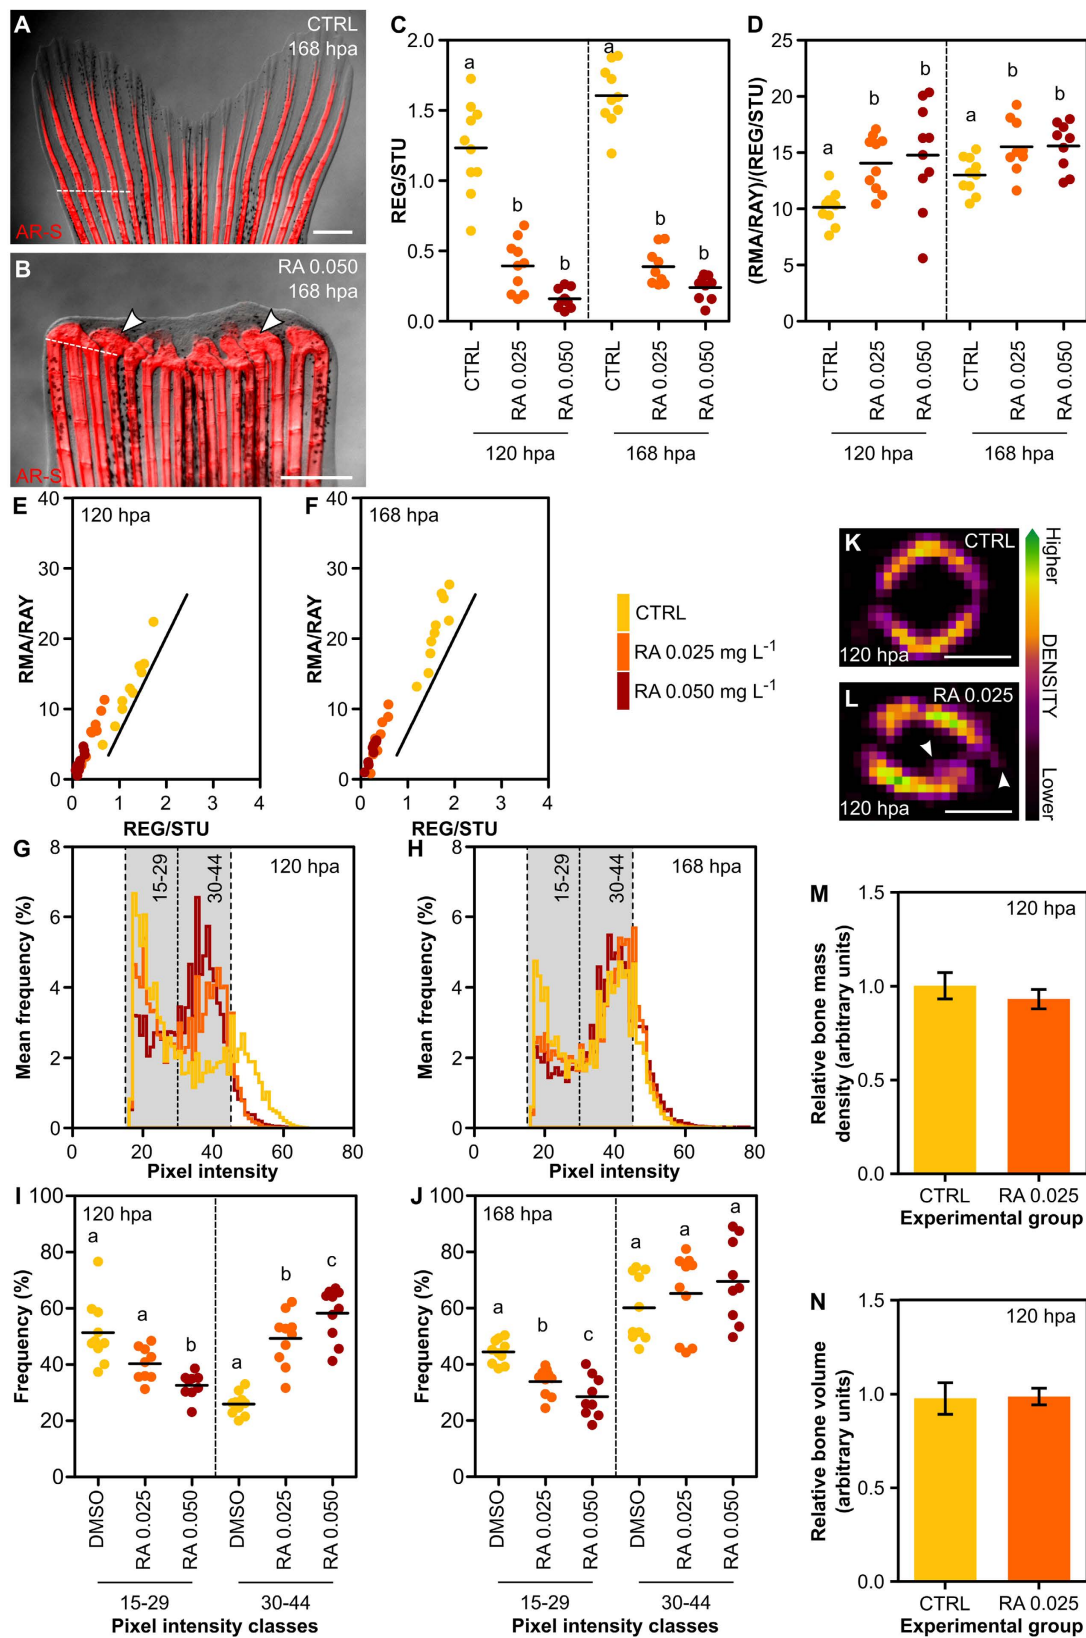 A
CTRL
168 hpa
AR-S
B
RA 0.050
168 hpa
AR-S
C
REG/STU
2.0
1.5
1.0
0.5
0.0
a
b
b
a
b
b
CTRL
RA 0.025
RA 0.050
CTRL
RA 0.025
RA 0.050
120 hpa
168 hpa
D
(RMA/RAY)/(REG/STU)
25
20
15
10
5
0
a
b
b
a
b
b
CTRL
RA 0.025
RA 0.050
CTRL
RA 0.025
RA 0.050
120 hpa
168 hpa
E
120 hpa
RMA/RAY
40
30
20
10
0
0 1 2 3 4
REG/STU
F
168 hpa
RMA/RAY
40
30
20
10
0
0 1 2 3 4
REG/STU
CTRL
RA 0.025 mg L-1
RA 0.050 mg L-1
K
CTRL
120 hpa
L
RA 0.025
120 hpa
Higher
DENSITY
Lower
G
120 hpa
15-29
30-44
Mean frequency (%)
8
6
4
2
0
0 20 40 60 80
Pixel intensity
H
168 hpa
15-29
30-44
Mean frequency (%)
8
6
4
2
0
0 20 40 60 80
Pixel intensity
I
120 hpa
Frequency (%)
100
80
60
40
20
0
a
a
b
a
b
c
DMSO
RA 0.025
RA 0.050
DMSO
RA 0.025
RA 0.050
15-29
30-44
Pixel intensity classes
J
168 hpa
Frequency (%)
100
80
60
40
20
0
a
b
c
a
a
a
DMSO
RA 0.025
RA 0.050
DMSO
RA 0.025
RA 0.050
15-29
30-44
Pixel intensity classes
M
120 hpa
Relative bone mass
density (arbitrary units)
1.5
1.0
0.5
0.0
CTRL
RA 0.025
Experimental group
N
120 hpa
Relative bone volume
(arbitrary units)
1.5
1.0
0.5
0.0
CTRL
RA 0.025
Experimental group